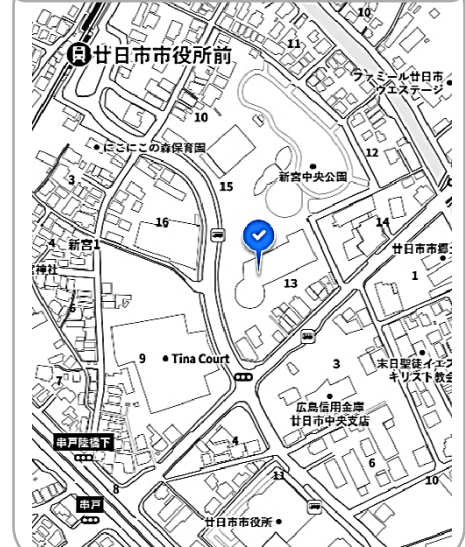 10
廿日市市役所前
11
ファミール廿日市
ウエステージ
10
にこにこの森保育園
12
新宮中央公園
3
15
16
14
4
新宮1
廿日市市郷
神社
13
1
6
9
Tina Court
3
末日聖徒イエス
キリスト教会
7
広島信用金庫
廿日市中央支店
串戸陸橋下
4
6
8
11
10
串戸
廿日市市役所